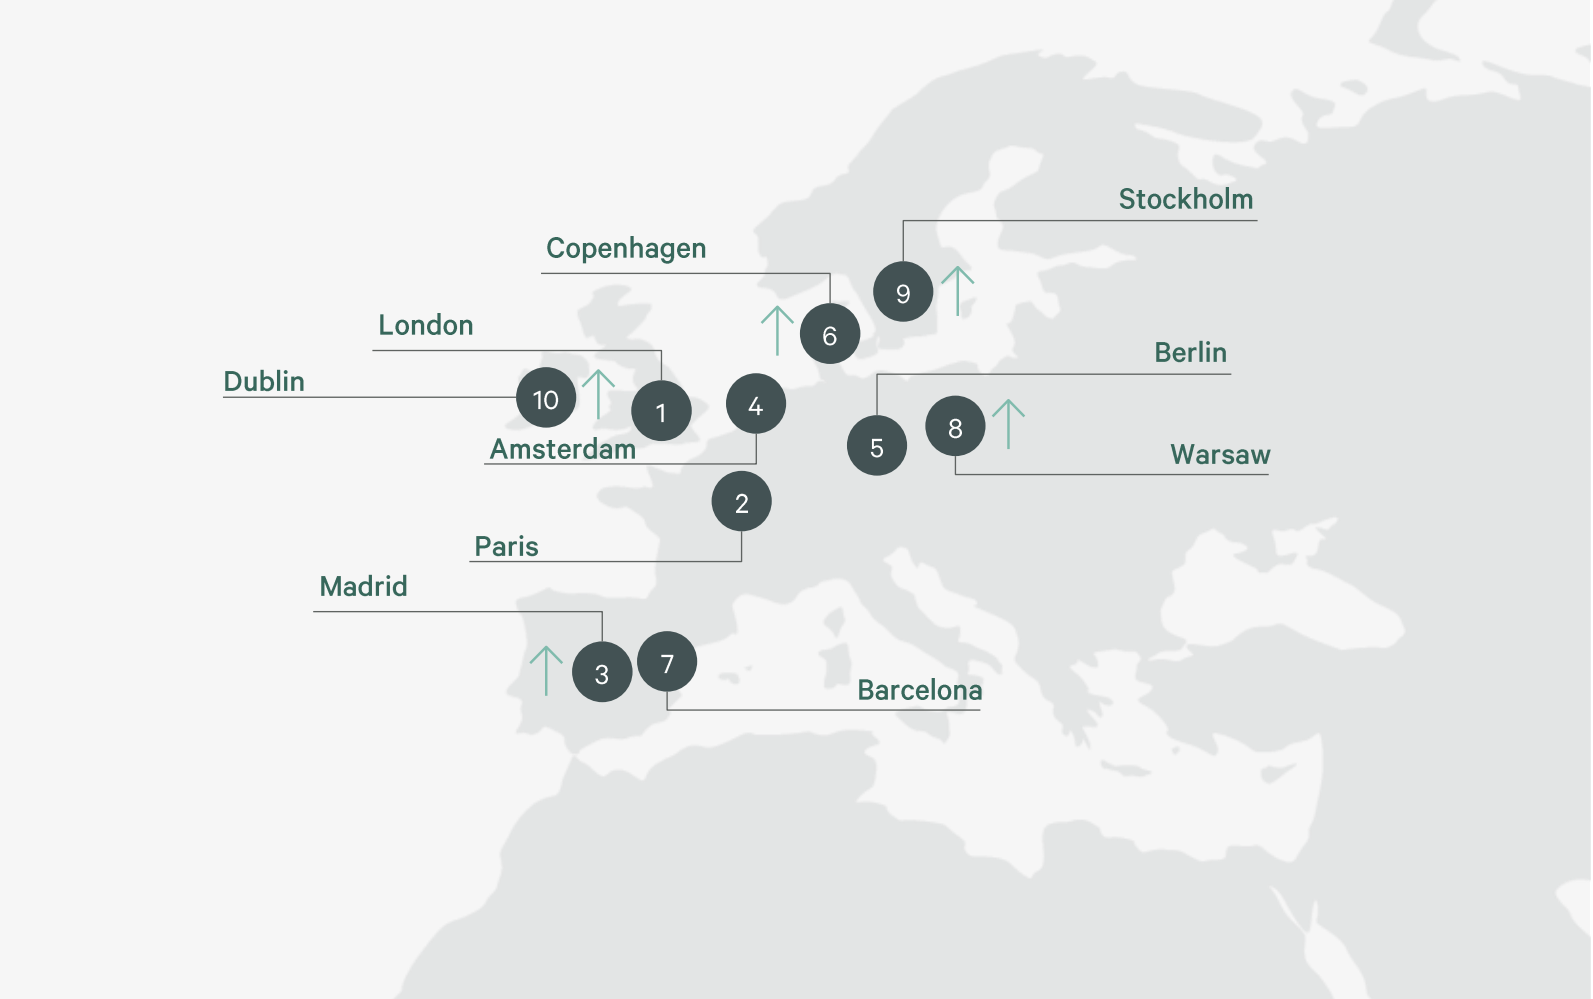 Stockholm
Copenhagen
9
London
6
Berlin
Dublin
10
1
4
8
5
Amsterdam
Warsaw
2
Paris
Madrid
3
7
Barcelona